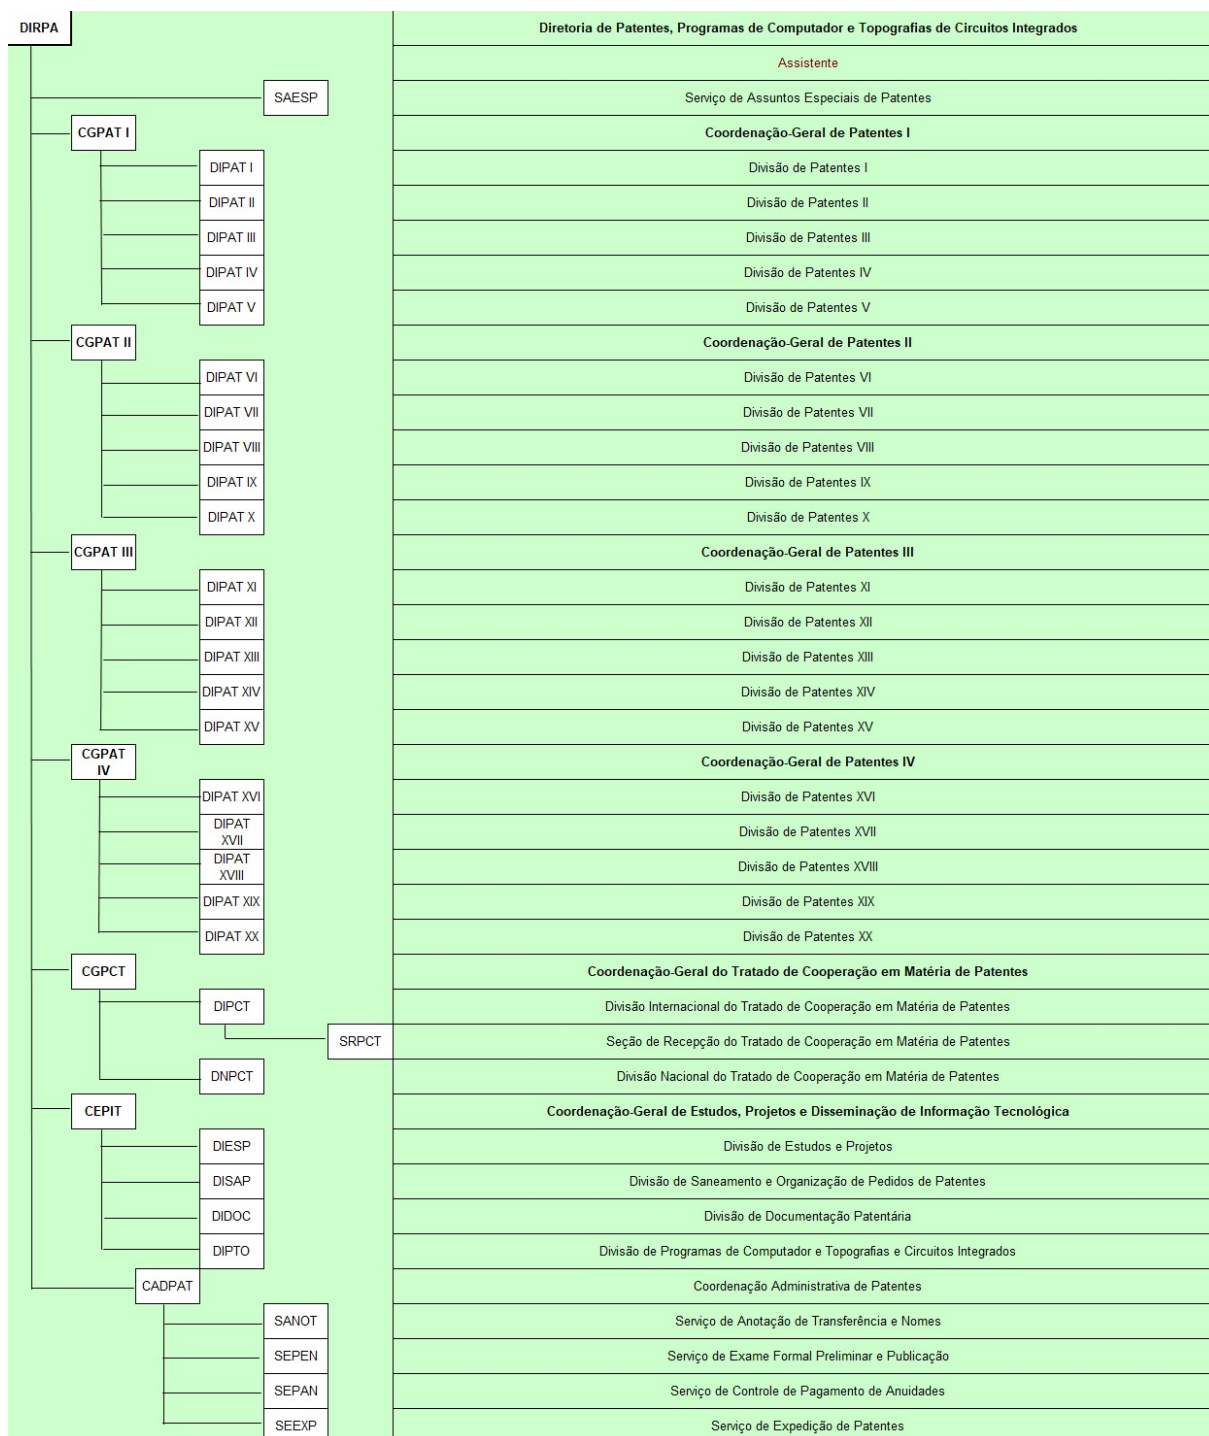 DIRPA Diretoria de Patentes, Programas de Computador e Topografias de Circuitos Integrados
Assistente
SAESP Serviço de Assuntos Especiais de Patentes
CGPAT I Coordenação-Geral de Patentes I
DIPAT I Divisão de Patentes I
DIPAT II Divisão de Patentes II
DIPAT III Divisão de Patentes III
DIPAT IV Divisão de Patentes IV
DIPAT V Divisão de Patentes V
CGPAT II Coordenação-Geral de Patentes II
DIPAT VI Divisão de Patentes VI
DIPAT VII Divisão de Patentes VII
DIPAT VIII Divisão de Patentes VIII
DIPAT IX Divisão de Patentes IX
DIPAT X Divisão de Patentes X
CGPAT III Coordenação-Geral de Patentes III
DIPAT XI Divisão de Patentes XI
DIPAT XII Divisão de Patentes XII
DIPAT XIII Divisão de Patentes XIII
DIPAT XIV Divisão de Patentes XIV
DIPAT XV Divisão de Patentes XV
CGPAT
IV Coordenação-Geral de Patentes IV
DIPAT XVI Divisão de Patentes XVI
DIPAT
XVII Divisão de Patentes XVII
DIPAT
XVIII Divisão de Patentes XVIII
DIPAT XIX Divisão de Patentes XIX
DIPAT XX Divisão de Patentes XX
CGPCT Coordenação-Geral do Tratado de Cooperação em Matéria de Patentes
DIPCT Divisão Internacional do Tratado de Cooperação em Matéria de Patentes
SRPCT Seção de Recepção do Tratado de Cooperação em Matéria de Patentes
DNPCT Divisão Nacional do Tratado de Cooperação em Matéria de Patentes
CEPIT Coordenação-Geral de Estudos, Projetos e Disseminação de Informação Tecnológica
DIESP Divisão de Estudos e Projetos
DISAP Divisão de Saneamento e Organização de Pedidos de Patentes
DIDOC Divisão de Documentação Patentária
DIPTO Divisão de Programas de Computador e Topografias e Circuitos Integrados
CADPAT Coordenação Administrativa de Patentes
SANOT Serviço de Anotação de Transferência e Nomes
SEPEN Serviço de Exame Formal Preliminar e Publicação
SEPAN Serviço de Controle de Pagamento de Anuidades
SEEXP Serviço de Expedição de Patentes